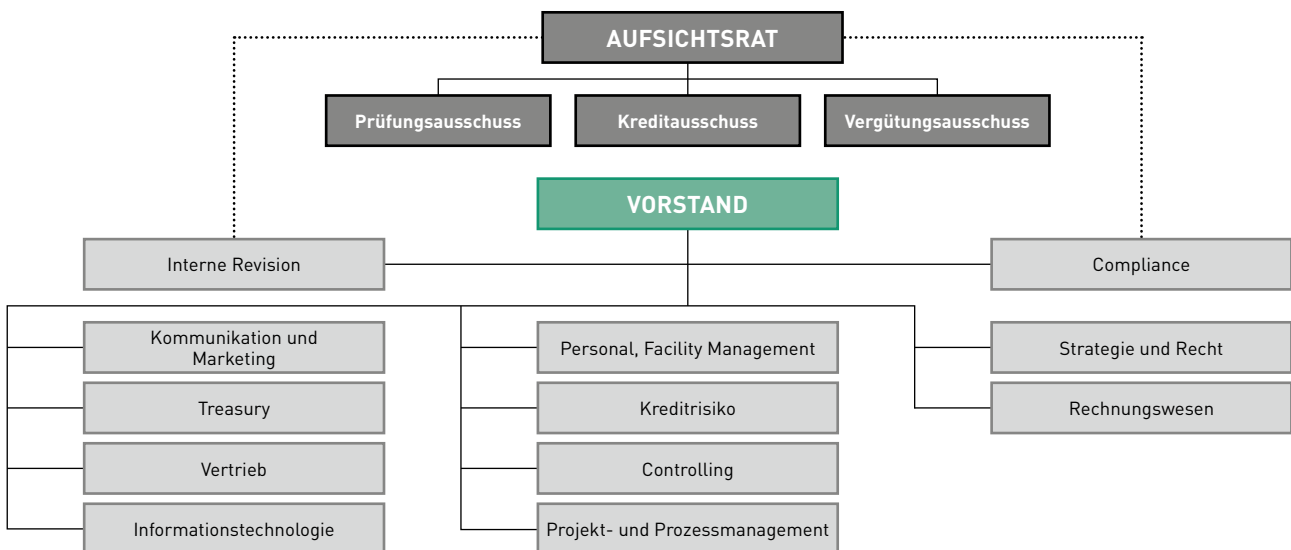 AUFSICHTSRAT
Prüfungsausschuss
Kreditausschuss
Vergütungsausschuss
VORSTAND
Interne Revision
Compliance
Kommunikation und
Marketing
Personal, Facility Management
Strategie und Recht
Treasury
Kreditrisiko
Rechnungswesen
Vertrieb
Controlling
Informationstechnologie
Projekt- und Prozessmanagement